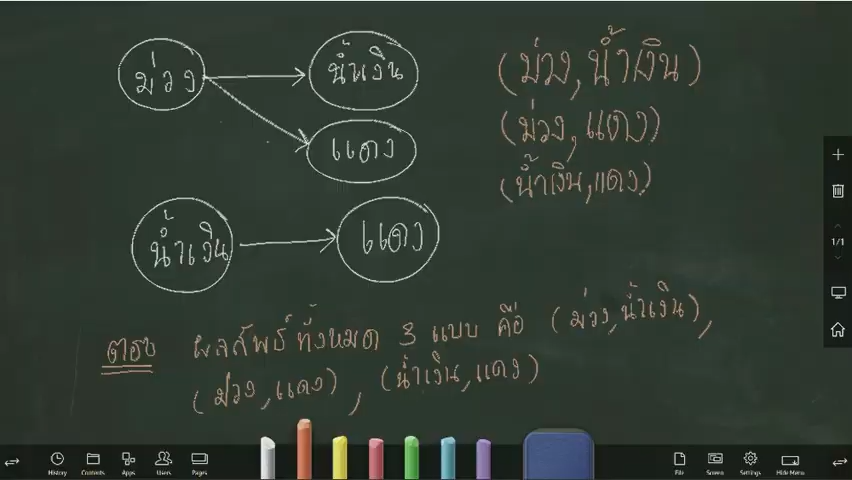 ม่วง น้ำเงิน (ม่วง, น้ำเงิน)
แดง (ม่วง, แดง)
(น้ำเงิน, แดง)
น้ำเงิน แดง
1/1
ตอบ ผลลัพธ์ทั้งหมด 3 แบบ คือ (ม่วง, น้ำเงิน),
(ม่วง, แดง), (น้ำเงิน, แดง)
History Contents Apps Users Pages File Screen Settings Hide Menu